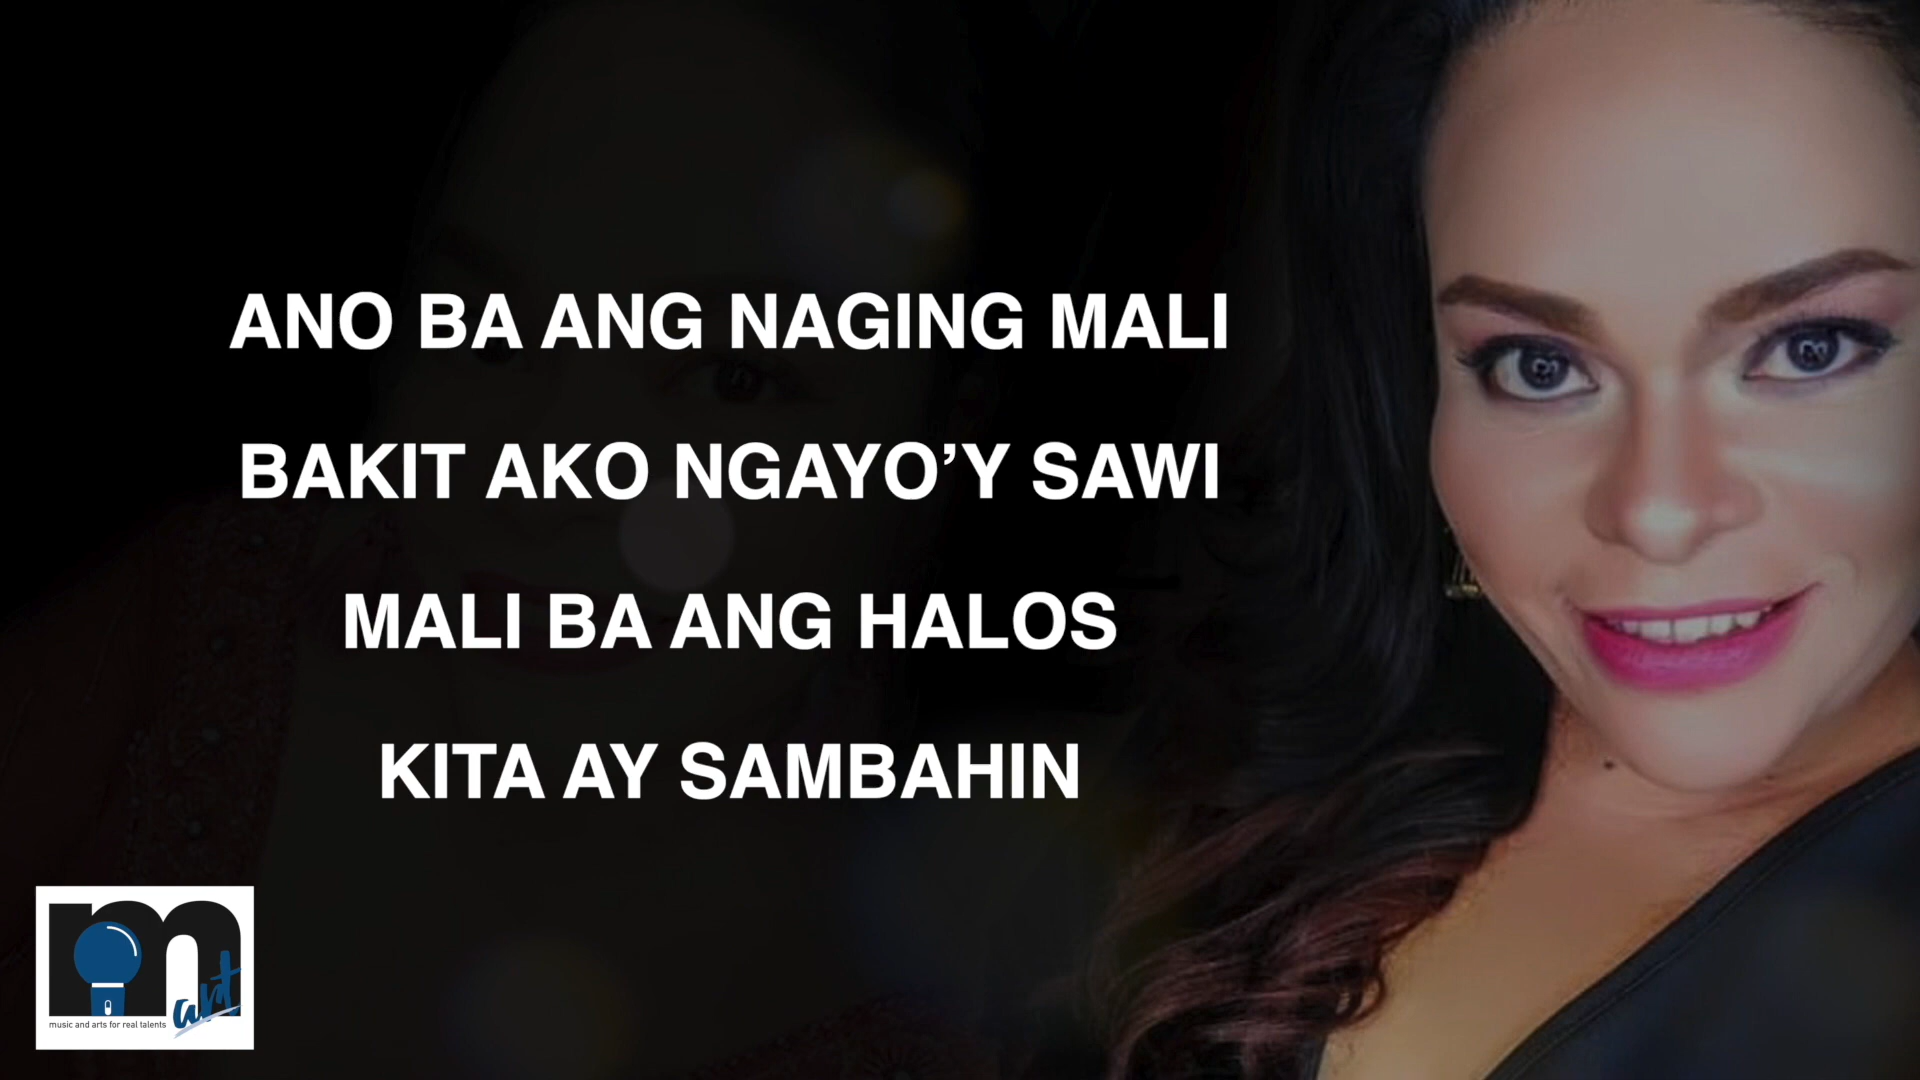 ANO BA ANG NAGING MALI
BAKIT AKO NGAYO’Y SAWI
MALI BA ANG HALOS
KITA AY SAMBAHIN
m art
music and arts for real talents